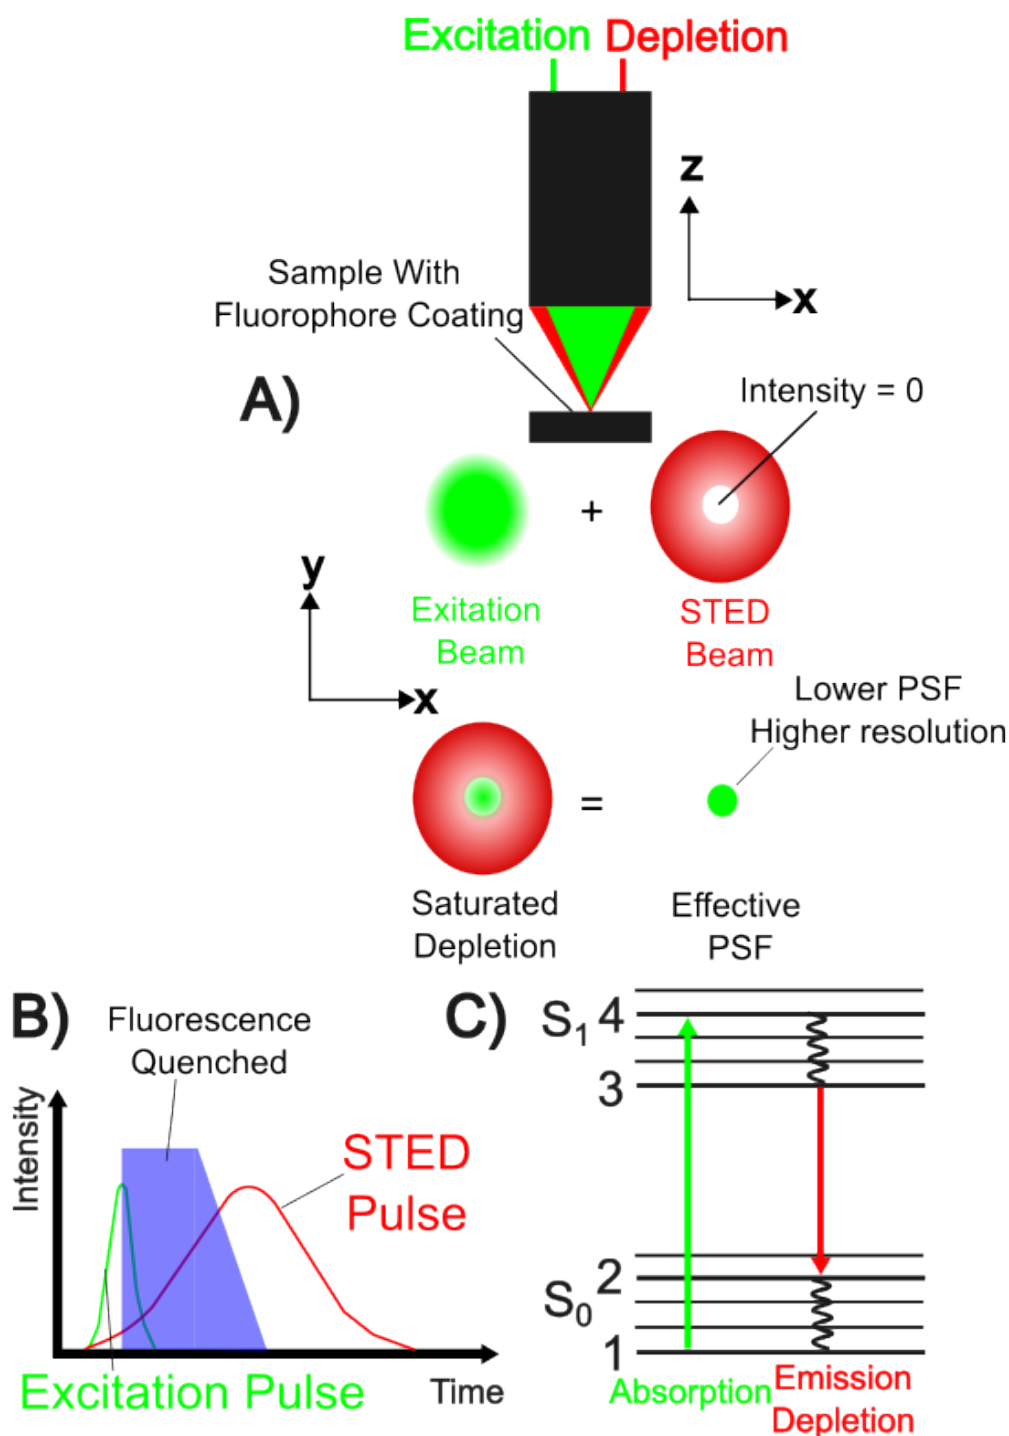 Excitation Depletion
z
x
Sample With
Fluorophore Coating
A)
Intensity = 0
+
y
x
Exitation
Beam
STED
Beam
Lower PSF
Higher resolution
=
Saturated
Depletion
Effective
PSF
B)
Fluorescence
Quenched
Intensity
STED
Pulse
Excitation Pulse
Time
C)
S1 4
3
S0 2
1
Absorption
Emission
Depletion